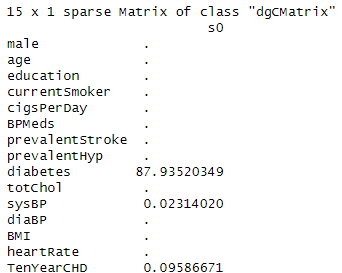 15 x 1 sparse Matrix of class "dgCMatrix"
s0
male .
age .
education .
currentSmoker .
cigsPerDay .
BPMeds .
prevalentStroke .
prevalentHyp .
diabetes 87.93520349
totChol .
sysBP 0.02314020
diaBP .
BMI .
heartRate .
TenYearCHD 0.09586671